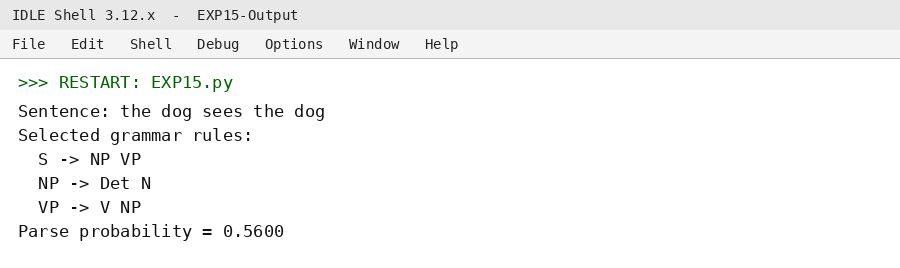 IDLE Shell 3.12.x  -  EXP15-Output
File   Edit   Shell   Debug   Options   Window   Help
>>> RESTART: EXP15.py
Sentence: the dog sees the dog
Selected grammar rules:
  S -> NP VP
  NP -> Det N
  VP -> V NP
Parse probability = 0.5600